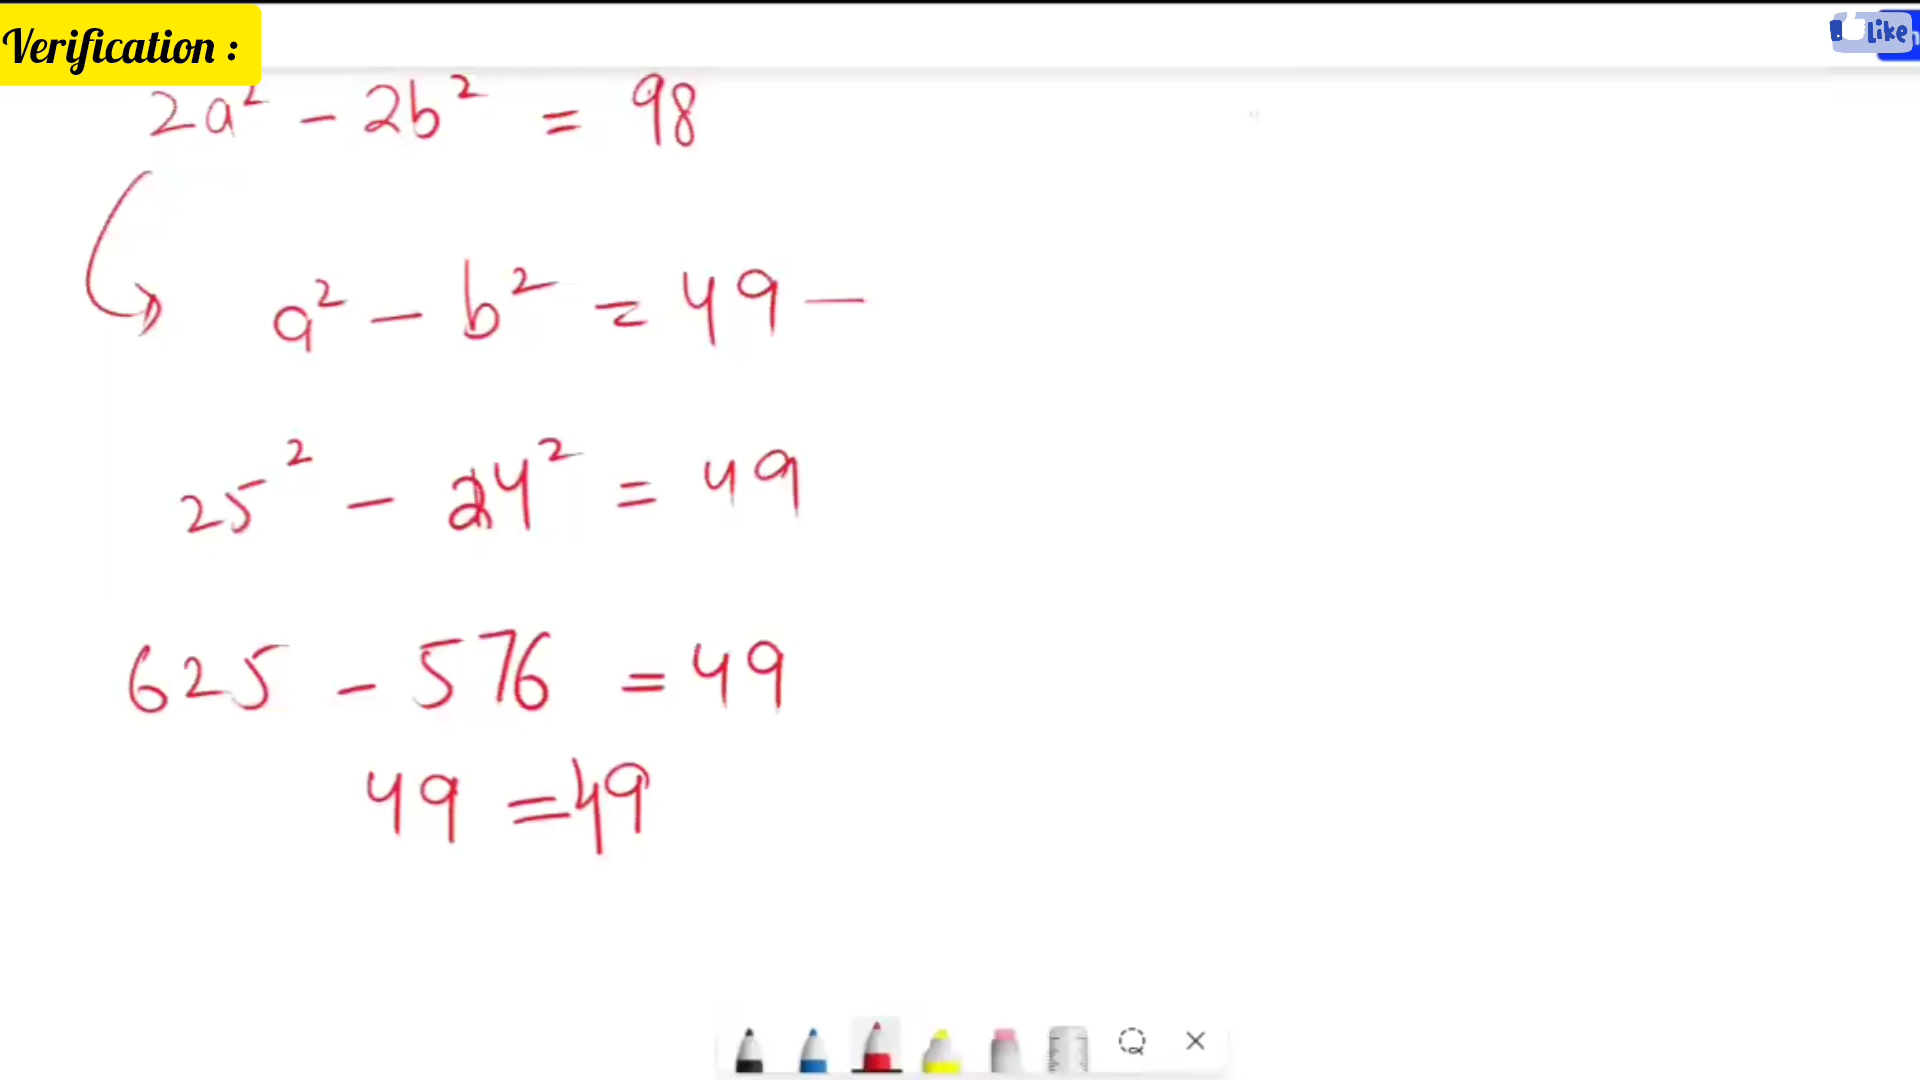 Verification :
Like
2a² - 2b² = 98
a² - b² = 49 -
25² - 24² = 49
625 - 576 = 49
49 = 49